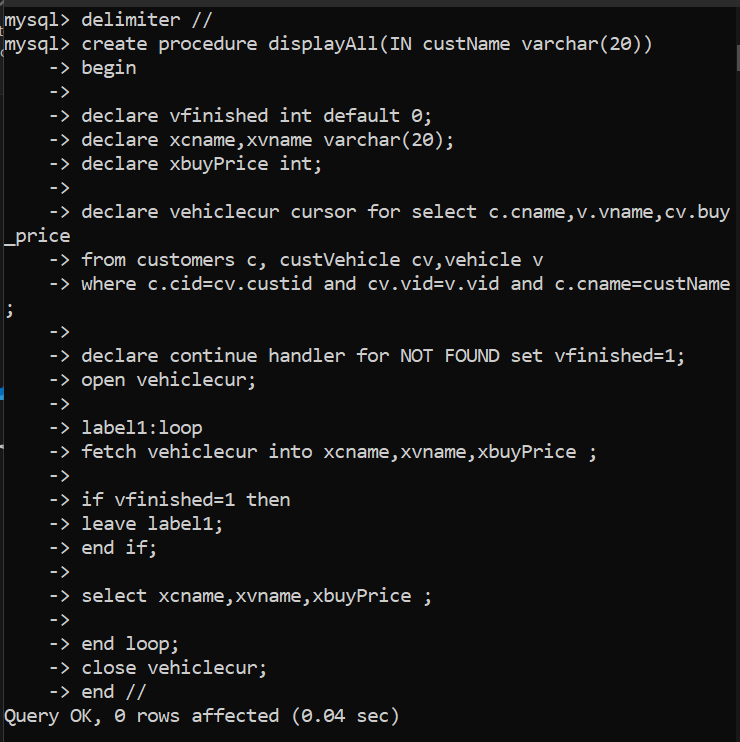 mysql> delimiter //
mysql> create procedure displayAll(IN custName varchar(20))
    -> begin
    ->
    -> declare vfinished int default 0;
    -> declare xcname,xvname varchar(20);
    -> declare xbuyPrice int;
    ->
    -> declare vehiclecur cursor for select c.cname,v.vname,cv.buy
_price
    -> from customers c, custVehicle cv,vehicle v
    -> where c.cid=cv.custid and cv.vid=v.vid and c.cname=custName
;
    ->
    -> declare continue handler for NOT FOUND set vfinished=1;
    -> open vehiclecur;
    ->
    -> label1:loop
    -> fetch vehiclecur into xcname,xvname,xbuyPrice ;
    ->
    -> if vfinished=1 then
    -> leave label1;
    -> end if;
    ->
    -> select xcname,xvname,xbuyPrice ;
    ->
    -> end loop;
    -> close vehiclecur;
    -> end //
Query OK, 0 rows affected (0.04 sec)